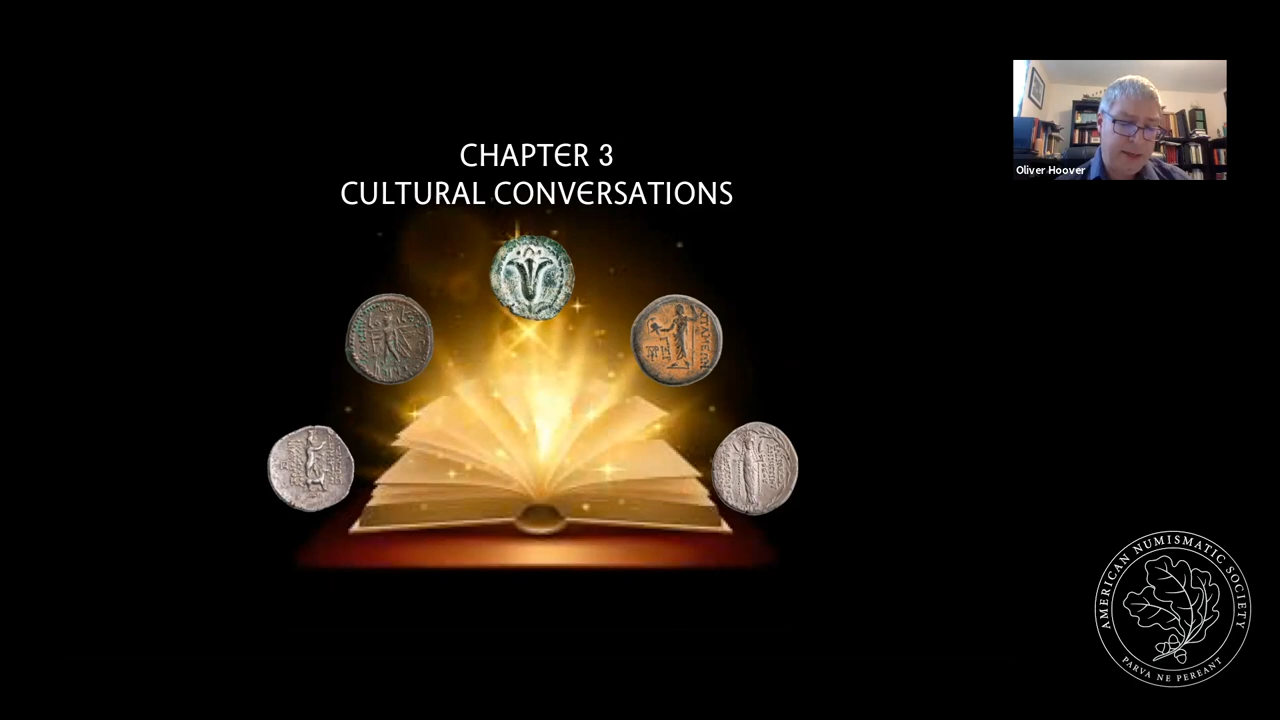 CHAPTER 3
CULTURAL CONVERSATIONS
Oliver Hoover
AMERICAN NUMISMATIC SOCIETY
PARVA NE PEREANT